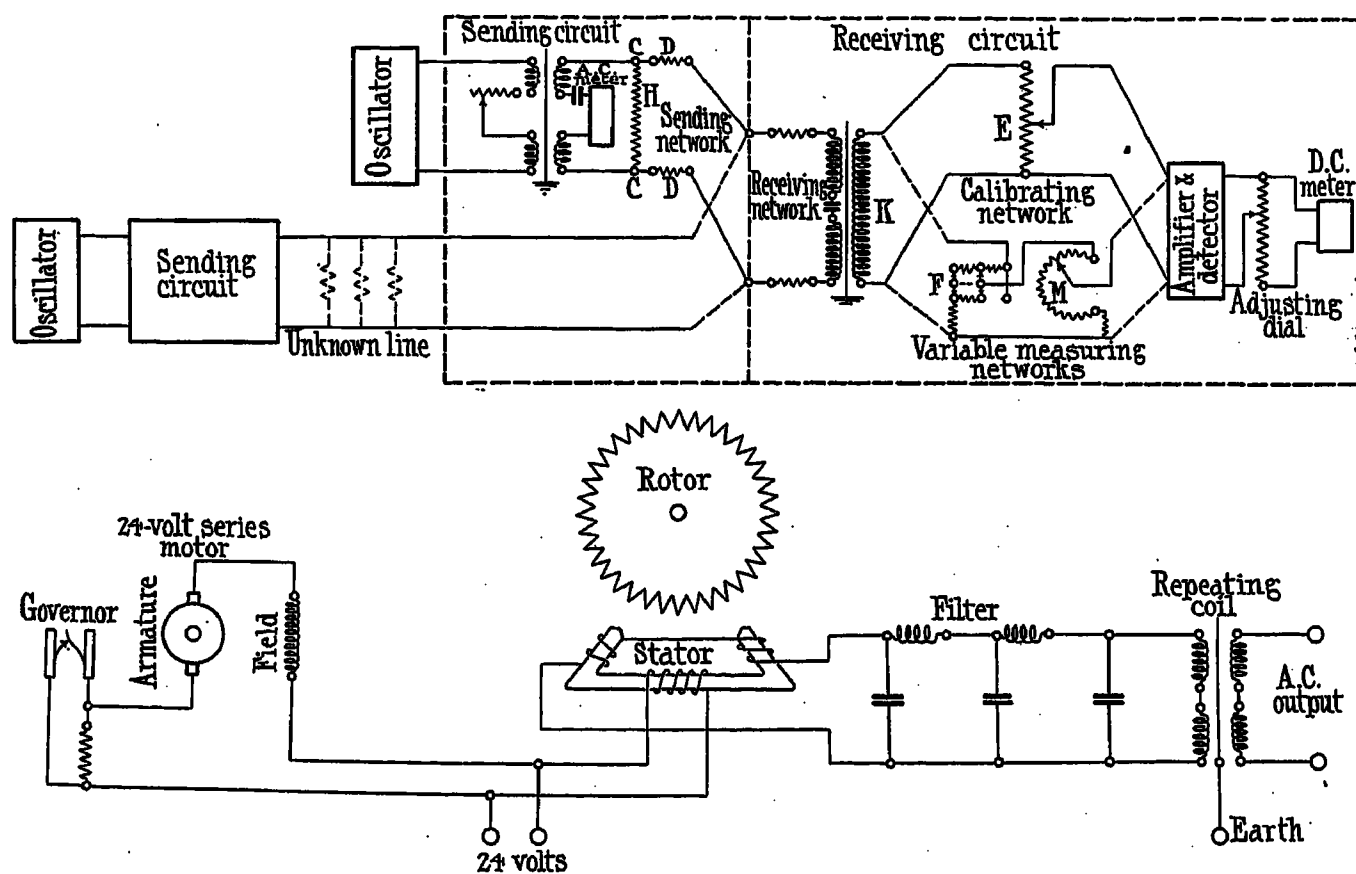 Sending circuit
Receiving circuit
Oscillator
A.C.
meter
C
D
H
Sending
network
C
D
E
Receiving
network
K
Calibrating
network
D.C.
meter
Amplifier &
detector
Oscillator
Sending
circuit
Unknown line
F
M
Adjusting
dial
Variable measuring
networks
Rotor
24-volt series
motor
Governor
Armature
Field
Stator
Filter
Repeating
coil
A.C.
output
24 volts
Earth